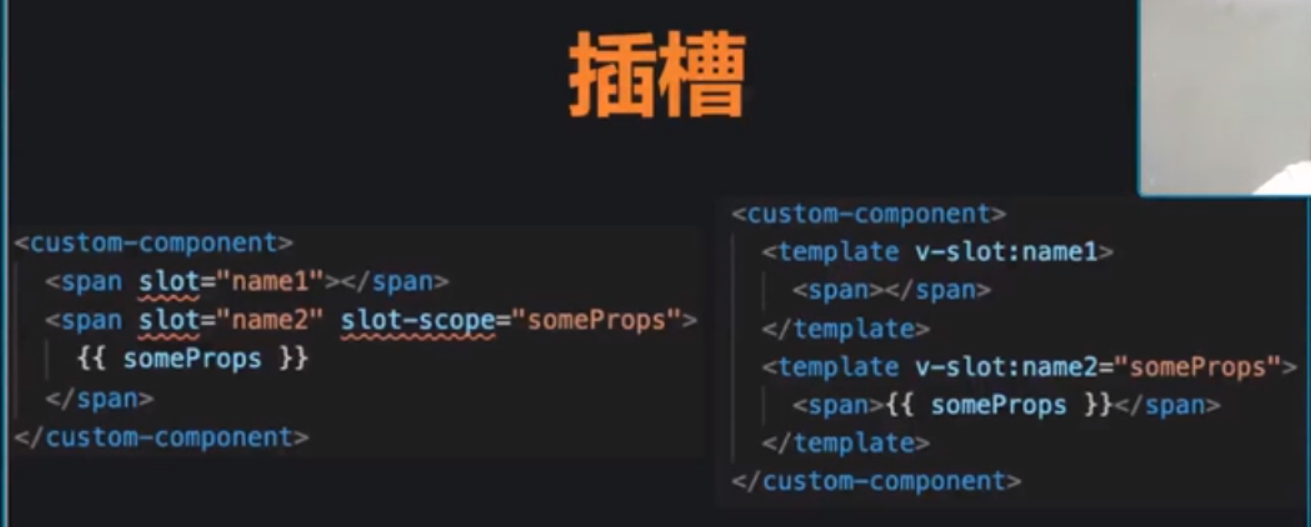 插槽
<custom-component>
<span slot="name1"></span>
<span slot="name2" slot-scope="someProps">
{{ someProps }}
</span>
</custom-component>
<custom-component>
<template v-slot:name1>
<span></span>
</template>
<template v-slot:name2="someProps">
<span>{{ someProps }}</span>
</template>
</custom-component>